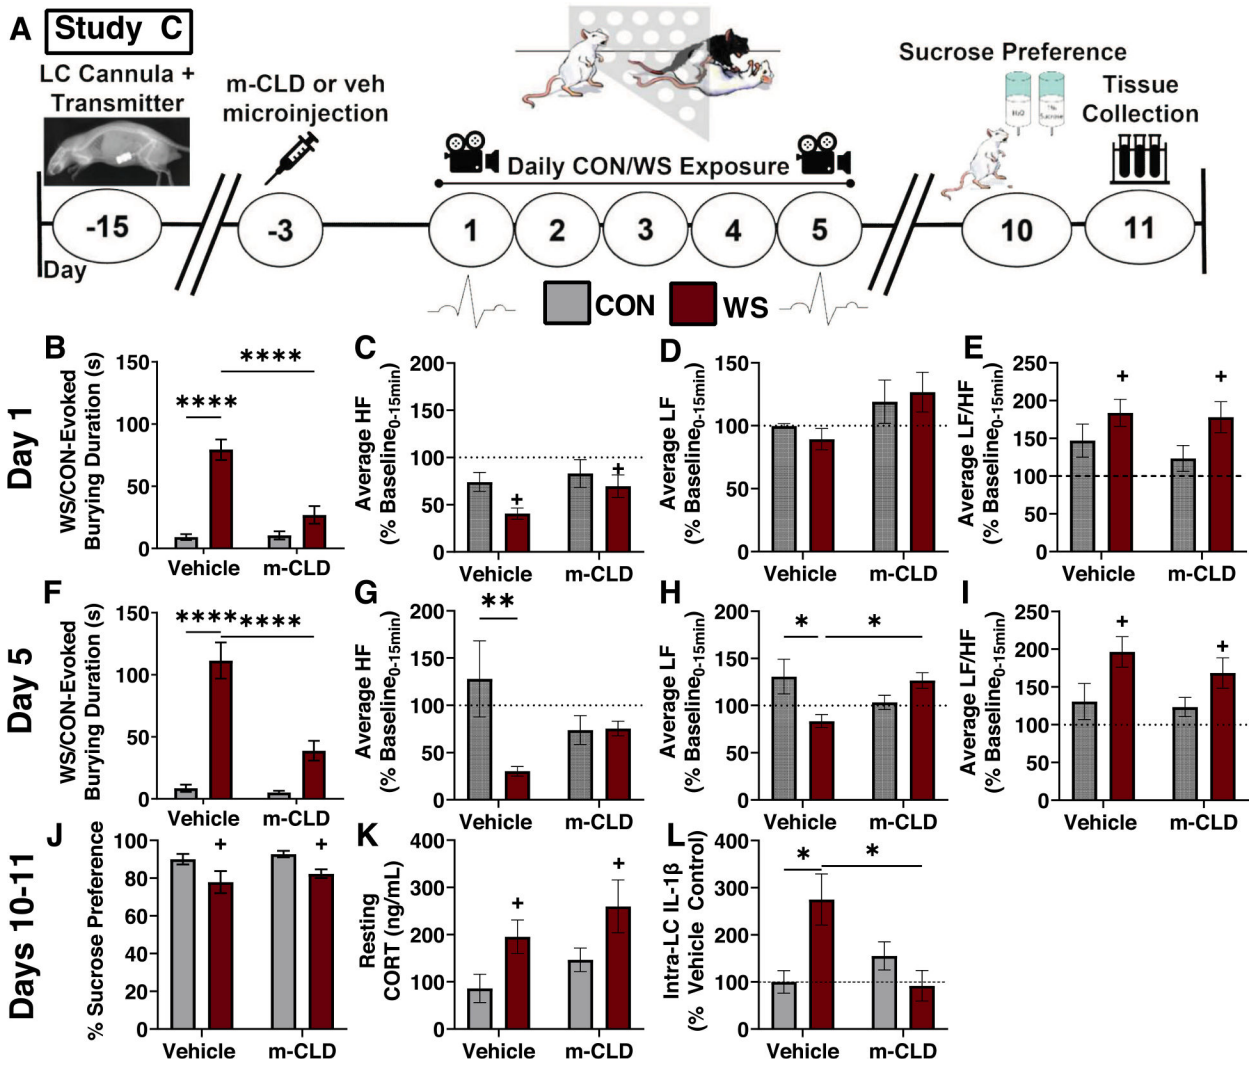 A
Study C
LC Cannula +
Transmitter
m-CLD or veh
microinjection
Sucrose Preference
H₂O
1% Sucrose
Tissue
Collection
Daily CON/WS Exposure
-15
-3
1
2
3
4
5
10
11
Day
CON
WS
Day 1
B
WS/CON-Evoked
Burying Duration (s)
150
100
50
0
****
****
Vehicle
m-CLD
C
Average HF
(% Baseline0-15min)
200
150
100
50
0
+
+
Vehicle
m-CLD
D
Average LF
(% Baseline0-15min)
150
100
50
0
Vehicle
m-CLD
E
Average LF/HF
(% Baseline0-15min)
250
200
150
100
50
0
+
+
Vehicle
m-CLD
Day 5
F
WS/CON-Evoked
Burying Duration (s)
150
100
50
0
****
****
Vehicle
m-CLD
G
Average HF
(% Baseline0-15min)
200
150
100
50
0
**
Vehicle
m-CLD
H
Average LF
(% Baseline0-15min)
200
150
100
50
0
*
*
Vehicle
m-CLD
I
Average LF/HF
(% Baseline0-15min)
250
200
150
100
50
0
+
+
Vehicle
m-CLD
Days 10-11
J
% Sucrose Preference
100
80
60
40
20
0
+
+
Vehicle
m-CLD
K
Resting
CORT (ng/mL)
400
300
200
100
0
+
+
Vehicle
m-CLD
L
Intra-LC IL-1β
(% Vehicle Control)
400
300
200
100
0
*
*
Vehicle
m-CLD